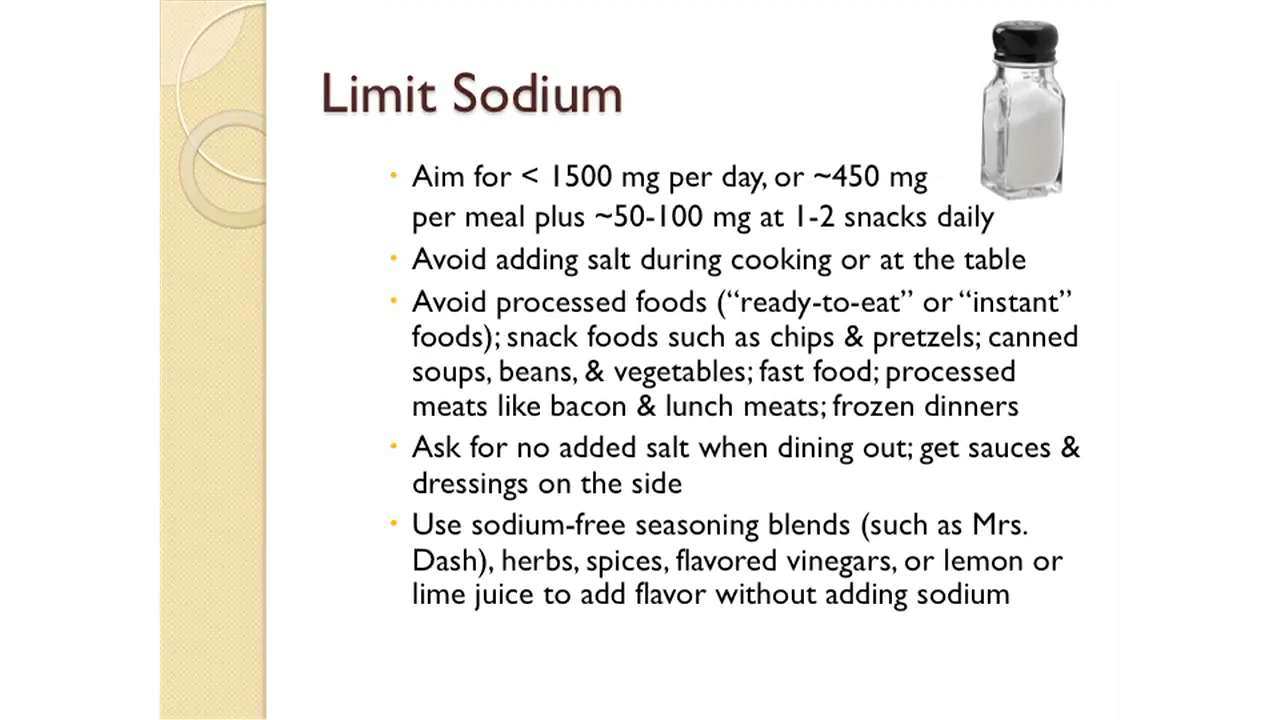 Limit Sodium
• Aim for < 1500 mg per day, or ~450 mg
per meal plus ~50-100 mg at 1-2 snacks daily
• Avoid adding salt during cooking or at the table
• Avoid processed foods (“ready-to-eat” or “instant”
foods); snack foods such as chips & pretzels; canned
soups, beans, & vegetables; fast food; processed
meats like bacon & lunch meats; frozen dinners
• Ask for no added salt when dining out; get sauces &
dressings on the side
• Use sodium-free seasoning blends (such as Mrs.
Dash), herbs, spices, flavored vinegars, or lemon or
lime juice to add flavor without adding sodium